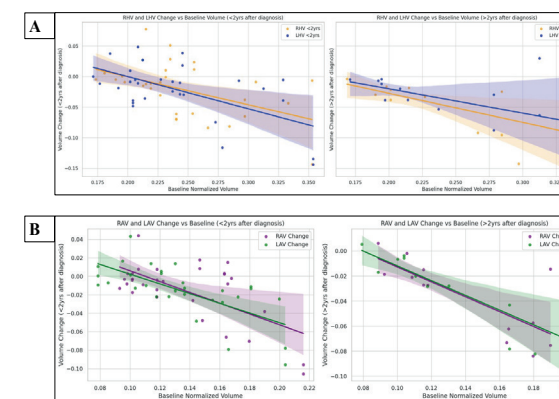 A
RHV and LHV Change vs Baseline Volume (<2yrs after diagnosis)
RHV <2yrs
LHV <2yrs
Volume Change (<2yrs after diagnosis)
0.05
0.00
−0.05
−0.10
−0.15
0.175 0.200 0.225 0.250 0.275 0.300 0.325 0.350
Baseline Normalized Volume
RHV and LHV Change vs Baseline Volume (>2yrs after diagnosis)
RHV
LHV
Volume Change (>2yrs after diagnosis)
0.175 0.200 0.225 0.250 0.275 0.300
Baseline Normalized Volume
B
RAV and LAV Change vs Baseline (<2yrs after diagnosis)
RAV Change
LAV Change
Volume Change (<2yrs after diagnosis)
0.04
0.02
0.00
−0.02
−0.04
−0.06
−0.08
−0.10
0.08 0.10 0.12 0.14 0.16 0.18 0.20 0.22
Baseline Normalized Volume
RAV and LAV Change vs Baseline (>2yrs after diagnosis)
RAV
LAV
Volume Change (>2yrs after diagnosis)
0.00
−0.02
−0.04
−0.06
−0.08
−0.10
0.08 0.10 0.12 0.14 0.16 0.18
Baseline Normalized Volume